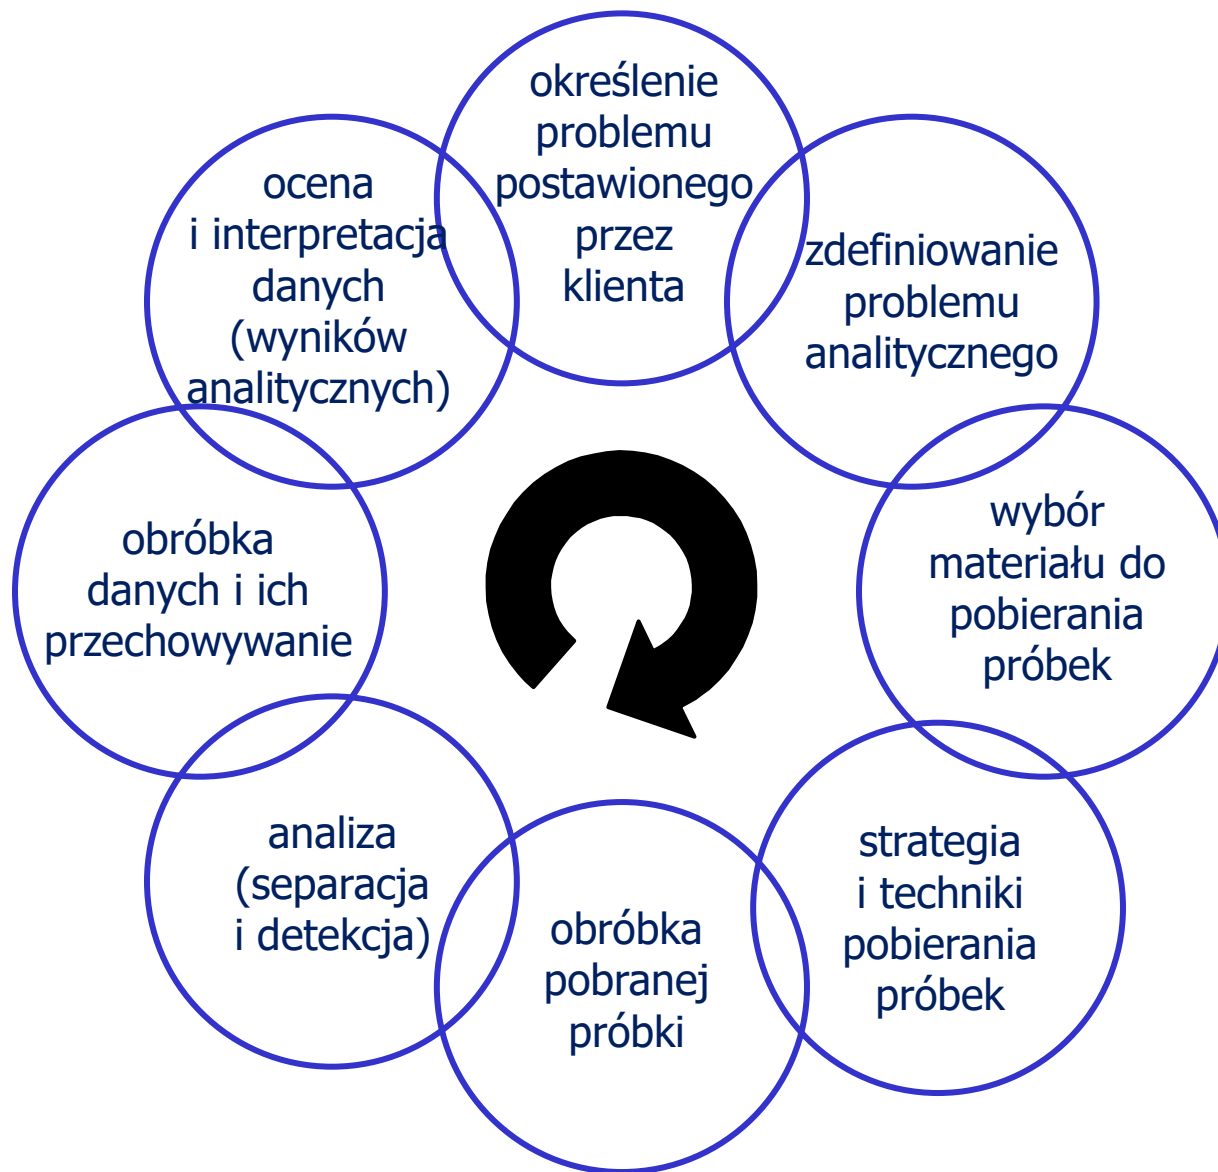 określenie
problemu
postawionego
przez
klienta
zdefiniowanie
problemu
analitycznego
wybór
materiału do
pobierania
próbek
strategia
i techniki
pobierania
próbek
obróbka
pobranej
próbki
analiza
(separacja
i detekcja)
obróbka
danych i ich
przechowywanie
ocena
i interpretacja
danych
(wyników
analitycznych)